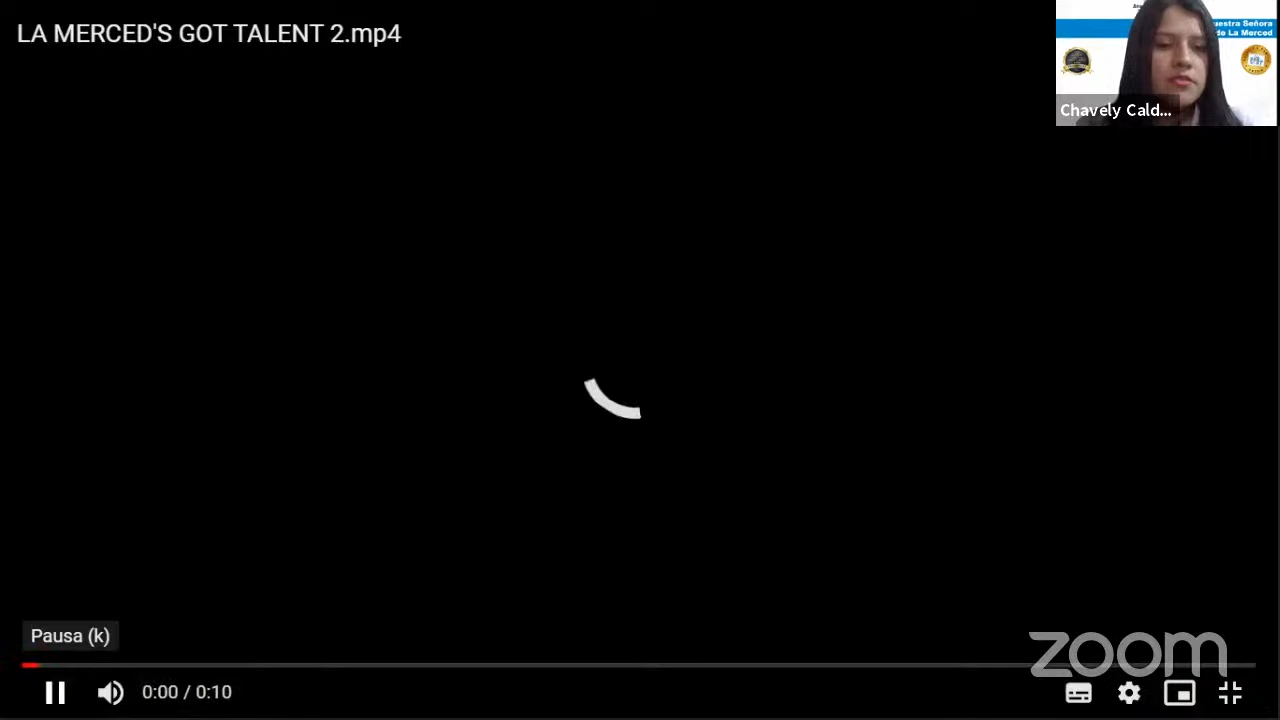 LA MERCED'S GOT TALENT 2.mp4
uestra Señora
de La Merced
Chavely Cald...
Pausa (k)
zoom
0:00 / 0:10